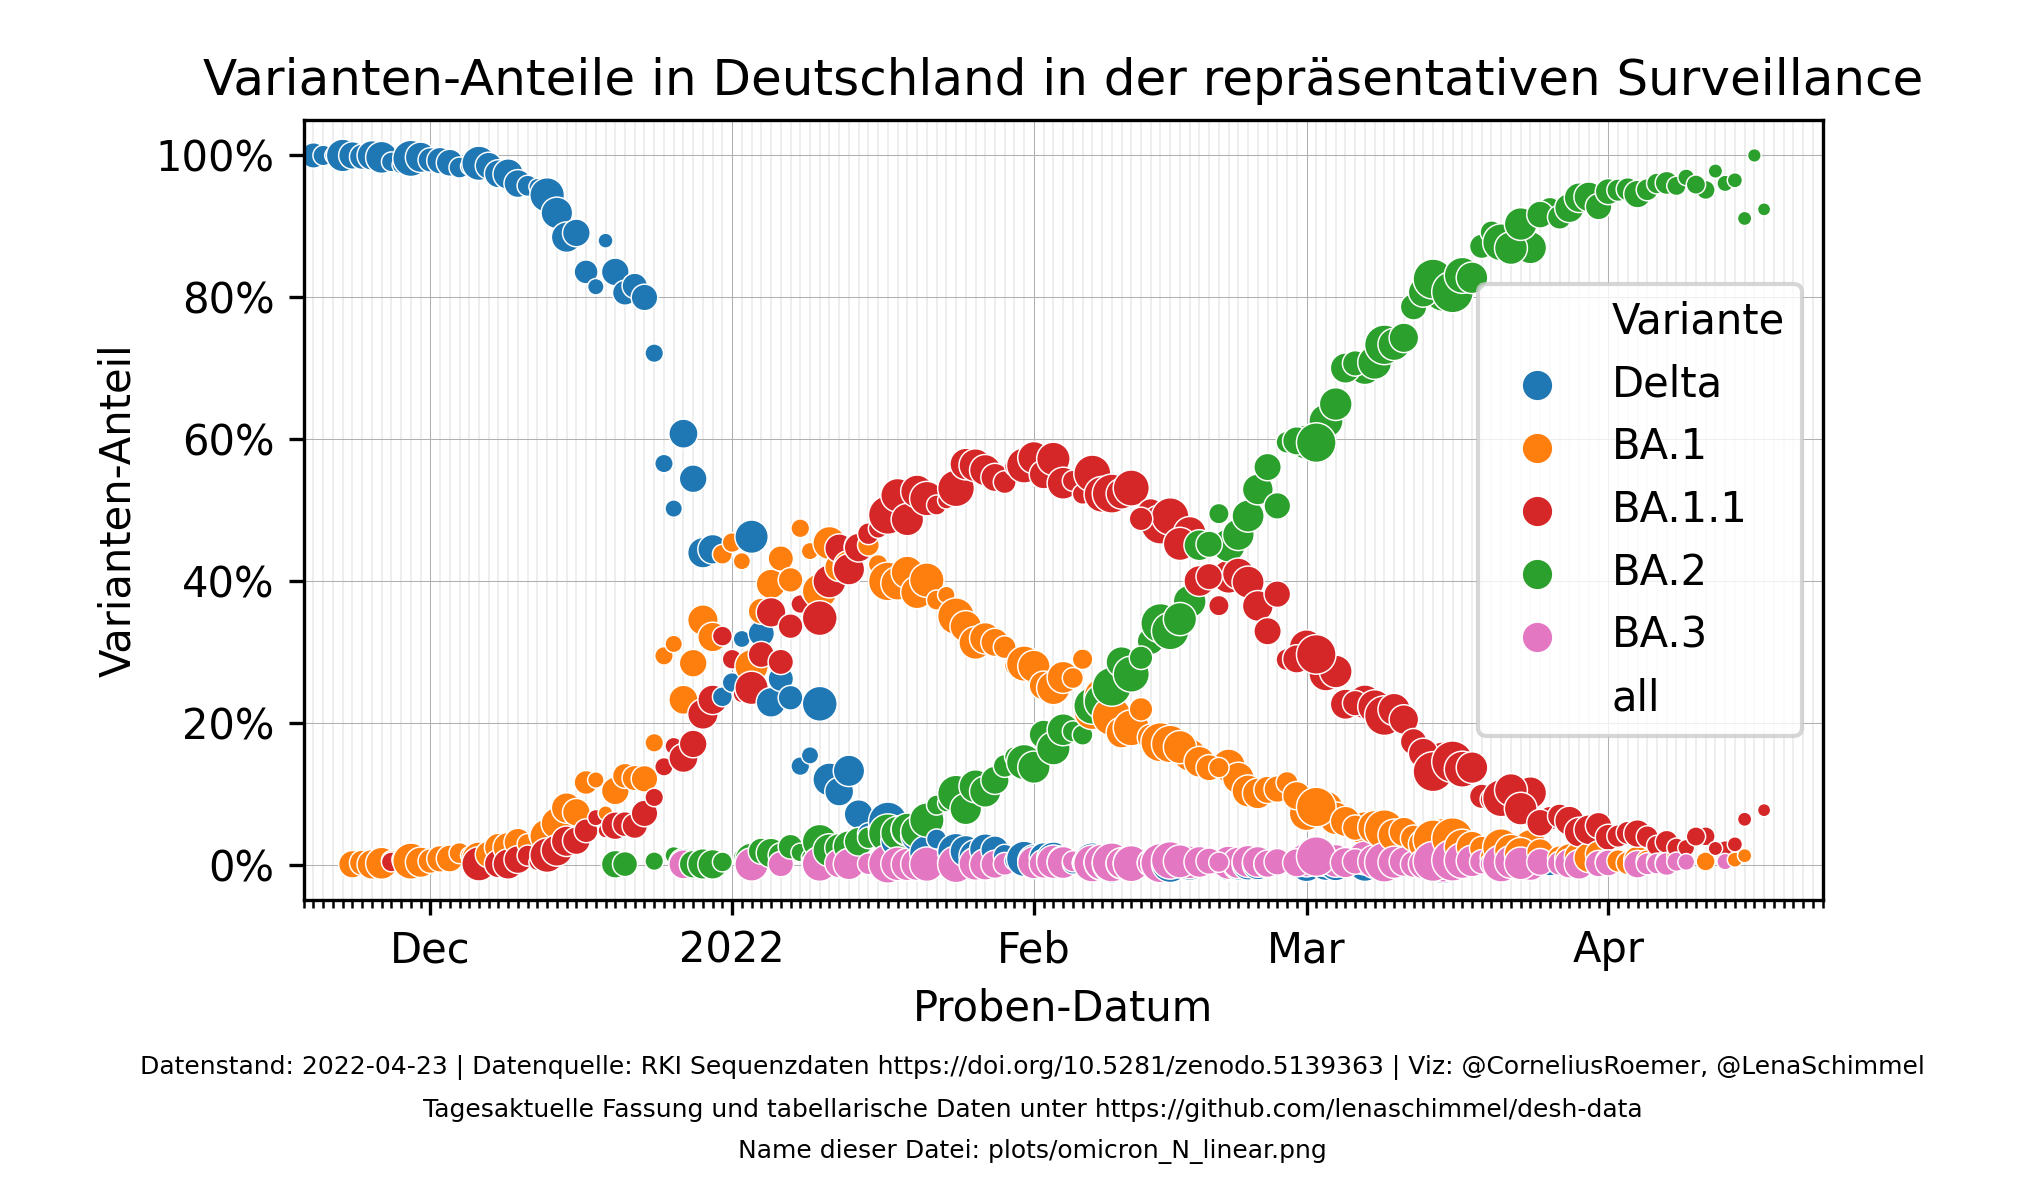 Varianten-Anteile in Deutschland in der repräsentativen Surveillance
Varianten-Anteil
100%
80%
60%
40%
20%
0%
Variante
Delta
BA.1
BA.1.1
BA.2
BA.3
all
Dec
2022
Feb
Mar
Apr
Proben-Datum
Datenstand: 2022-04-23 | Datenquelle: RKI Sequenzdaten https://doi.org/10.5281/zenodo.5139363 | Viz: @CorneliusRoemer, @LenaSchimmel
Tagesaktuelle Fassung und tabellarische Daten unter https://github.com/lenaschimmel/desh-data
Name dieser Datei: plots/omicron_N_linear.png